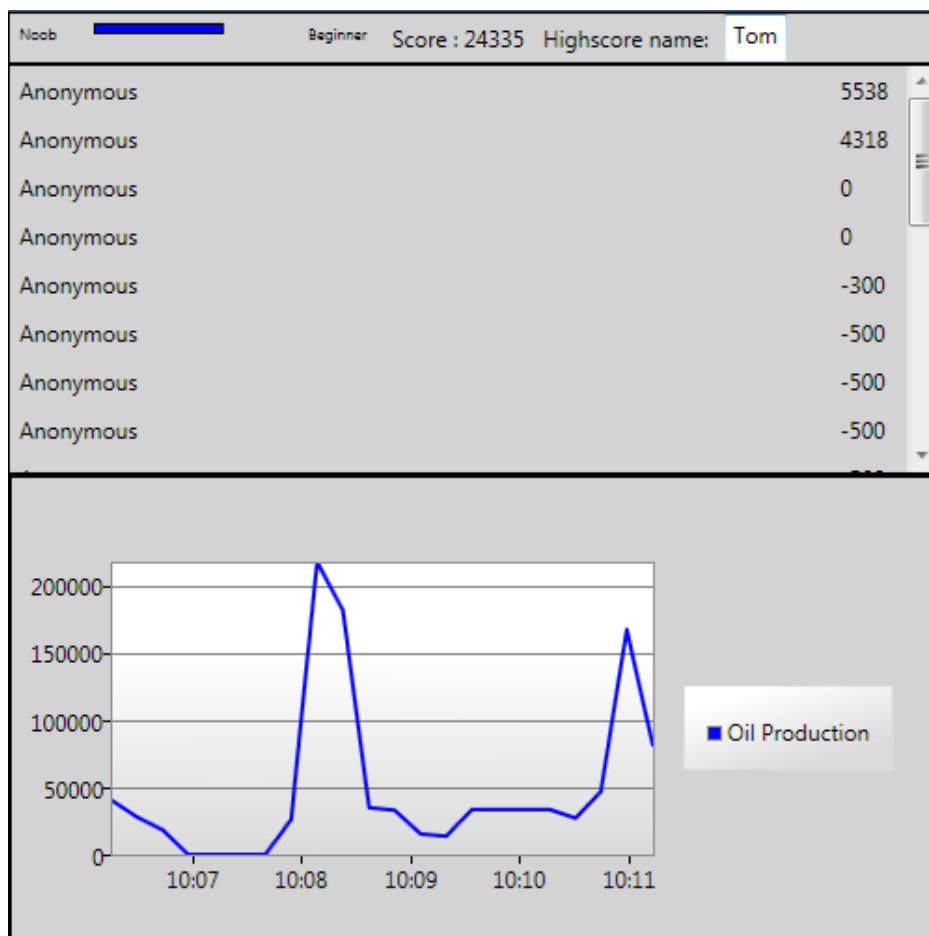 Noob Beginner Score : 24335 Highscore name: Tom
Anonymous 5538
Anonymous 4318
Anonymous 0
Anonymous 0
Anonymous -300
Anonymous -500
Anonymous -500
Anonymous -500
200000
150000
100000
50000
0
Oil Production
10:07 10:08 10:09 10:10 10:11